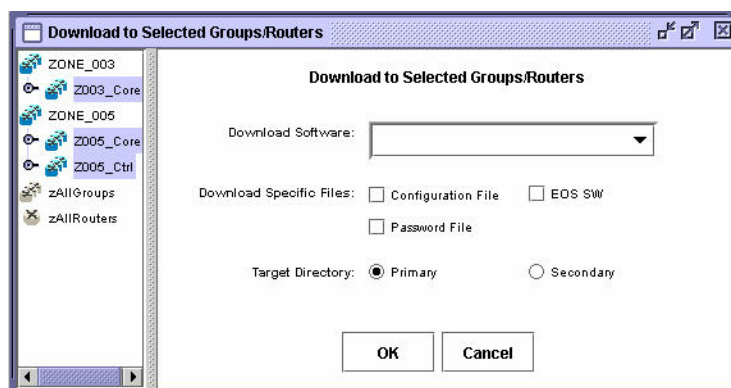 Download to Selected Groups/Routers
ZONE_003
Z003_Core
ZONE_005
Z005_Core
Z005_Ctrl
zAllGroups
zAllRouters
Download to Selected Groups/Routers
Download Software:
Download Specific Files: Configuration File EOS SW
Password File
Target Directory: Primary Secondary
OK Cancel